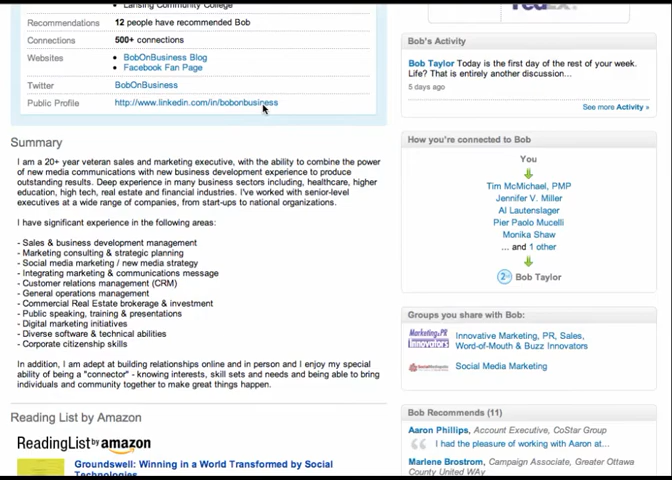 Lansing Community College
Recommendations 12 people have recommended Bob
Connections 500+ connections
Websites • BobOnBusiness Blog
• Facebook Fan Page
Twitter BobOnBusiness
Public Profile http://www.linkedin.com/in/bobonbusiness
Summary
I am a 20+ year veteran sales and marketing executive, with the ability to combine the power
of new media communications with new business development experience to produce
outstanding results. Deep experience in many business sectors including, healthcare, higher
education, high tech, real estate and financial industries. I've worked with senior-level
executives at a wide range of companies, from start-ups to national organizations.
I have significant experience in the following areas:
- Sales & business development management
- Marketing consulting & strategic planning
- Social media marketing / new media strategy
- Integrating marketing & communications message
- Customer relations management (CRM)
- General operations management
- Commercial Real Estate brokerage & investment
- Public speaking, training & presentations
- Digital marketing initiatives
- Diverse software & technical abilities
- Corporate citizenship skills
In addition, I am adept at building relationships online and in person and I enjoy my special
ability of being a "connector" - knowing interests, skill sets and needs and being able to bring
individuals and community together to make great things happen.
Reading List by Amazon
ReadingList by amazon
Groundswell: Winning in a World Transformed by Social
Technologies
FedEx
Bob's Activity
Bob Taylor Today is the first day of the rest of your week.
Life? That is entirely another discussion...
5 days ago
See more Activity »
How you're connected to Bob
You
Tim McMichael, PMP
Jennifer V. Miller
Al Lautenslager
Pier Paolo Mucelli
Monika Shaw
... and 1 other
2nd Bob Taylor
Groups you share with Bob:
Marketing & PR
Innovators
Innovative Marketing, PR, Sales,
Word-of-Mouth & Buzz Innovators
Social Media Marketing
Bob Recommends (11)
Aaron Phillips, Account Executive, CoStar Group
I had the pleasure of working with Aaron at...
Marlene Brostrom, Campaign Associate, Greater Ottawa
County United WAy